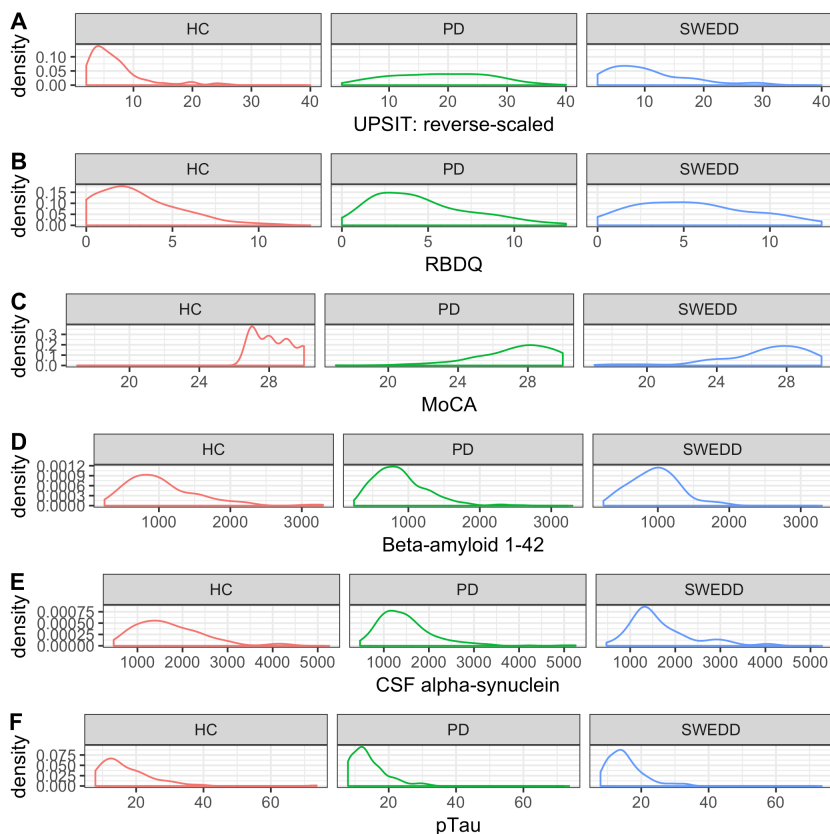 A
HC PD SWEDD
density
0.10
0.05
0.00
10 20 30 40 10 20 30 40 10 20 30 40
UPSIT: reverse-scaled
B
HC PD SWEDD
density
0.15
0.10
0.05
0.00
0 5 10 0 5 10 0 5 10
RBDQ
C
HC PD SWEDD
density
0.3
0.2
0.1
0.0
20 24 28 20 24 28 20 24 28
MoCA
D
HC PD SWEDD
density
0.0012
0.0009
0.0006
0.0003
0.0000
1000 2000 3000 1000 2000 3000 1000 2000 3000
Beta-amyloid 1-42
E
HC PD SWEDD
density
0.00075
0.00050
0.00025
0.00000
1000 2000 3000 4000 5000 1000 2000 3000 4000 5000 1000 2000 3000 4000 5000
CSF alpha-synuclein
F
HC PD SWEDD
density
0.075
0.050
0.025
0.000
20 40 60 20 40 60 20 40 60
pTau